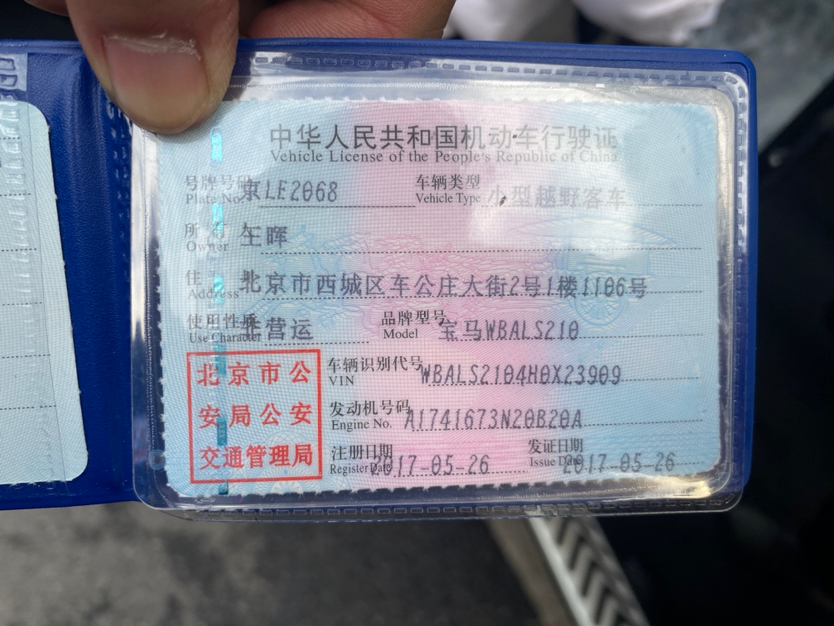 中华人民共和国机动车行驶证
Vehicle License of the People's Republic of China
号牌号码 京LE2068 车辆类型 小型越野客车
Plate No. Vehicle Type
所有人 王晖
Owner
住址 北京市西城区车公庄大街2号1楼1106号
Address
使用性质 非营运 品牌型号 宝马WBALS210
Use Character Model
北京市公
安局公安
交通管理局
车辆识别代号 WBALS2104H0X23909
VIN
发动机号码 A1741673N20B20A
Engine No.
注册日期 2017-05-26 发证日期 2017-05-26
Register Date Issue Date